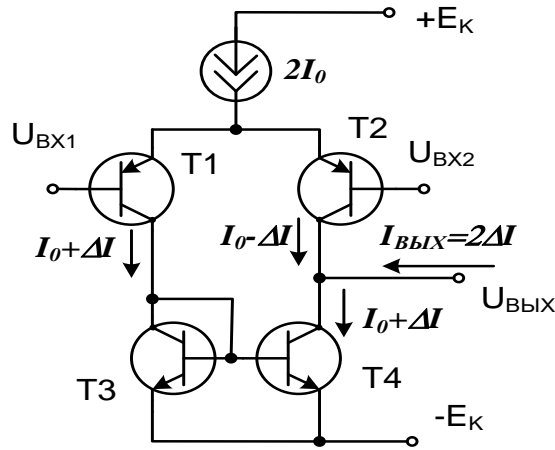 +Eк
2I₀
T2
Uвх1
T1
Uвх2
I₀+ΔI
I₀-ΔI
Iвых=2ΔI
Uвых
I₀+ΔI
T3
T4
-Eк